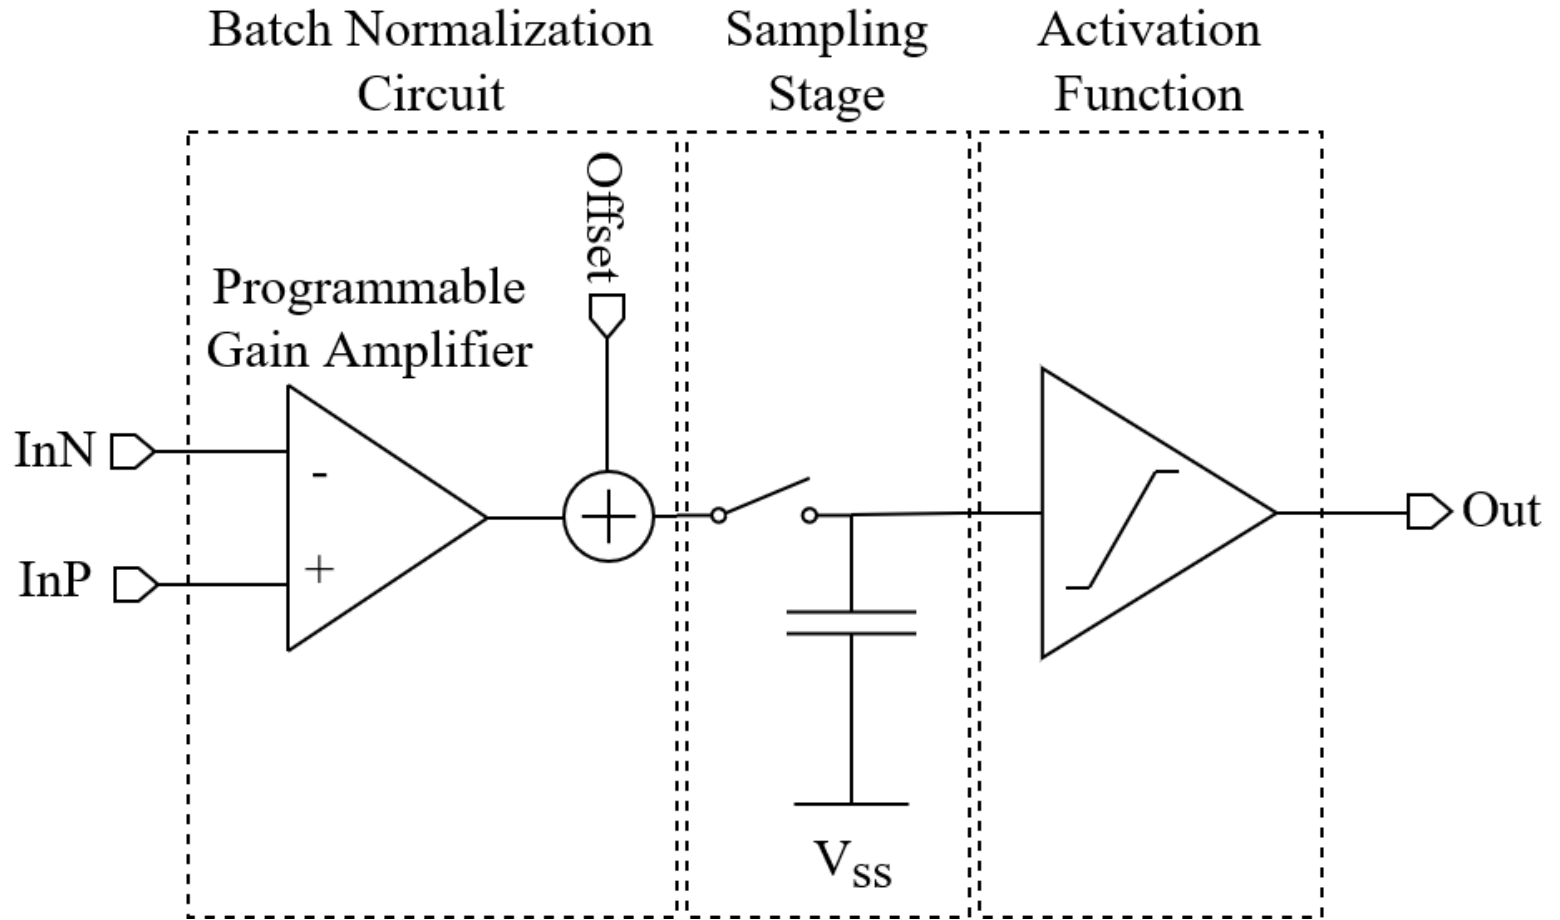 Batch Normalization
Circuit
Sampling
Stage
Activation
Function
Offset
Programmable
Gain Amplifier
InN
-
InP
+
+
Out
VSS